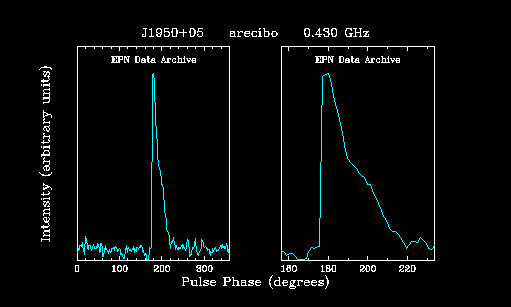 J1950+05 arecibo 0.430 GHz
EPN Data Archive EPN Data Archive
Intensity (arbitrary units)
0 100 200 300 180 190 200 220
Pulse Phase (degrees)